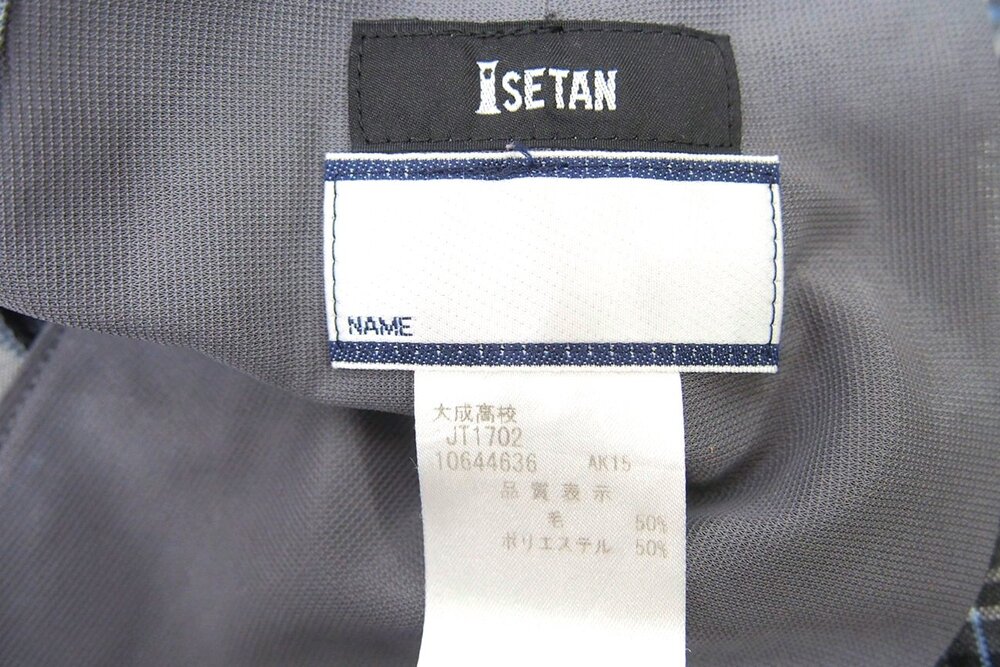 ISETAN
NAME
大成高校
JT1702
10644636 AK15
品質表示
毛 50%
ポリエステル 50%